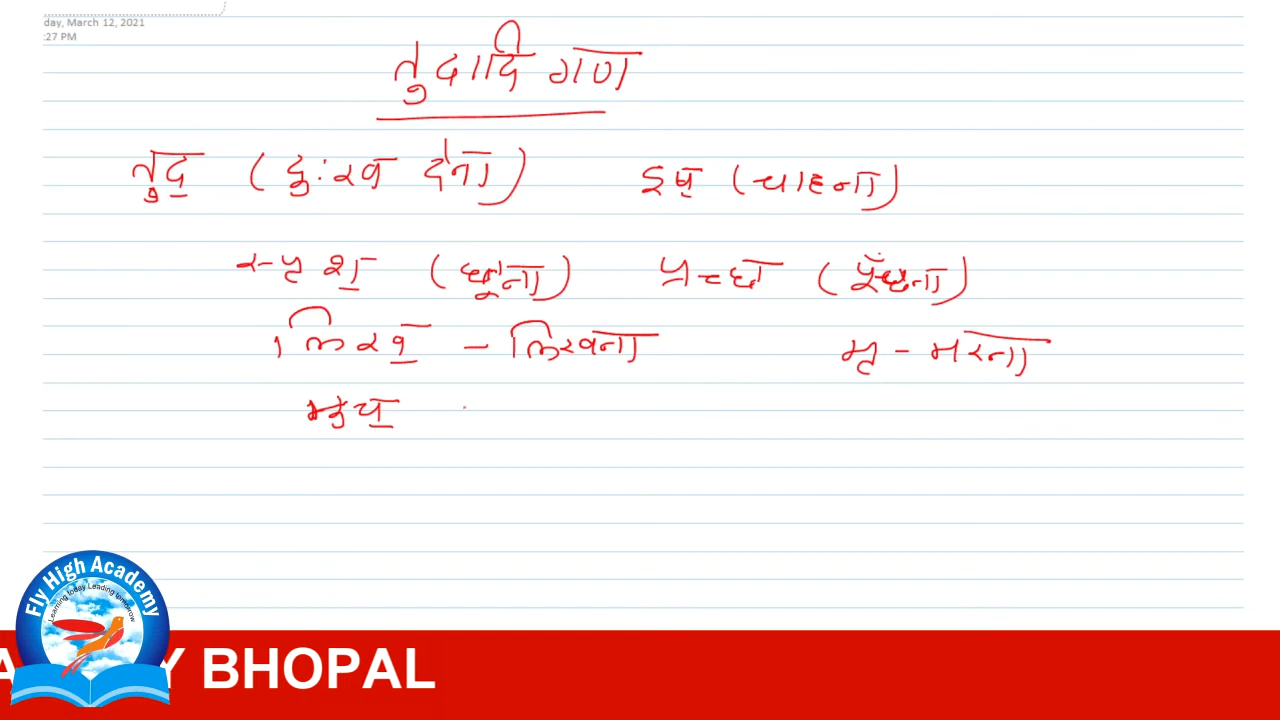 day, March 12, 2021
:27 PM
तुदादि गण
तुद् (दुःख देना) इष् (चाहना)
स्पृश् (छूना) प्रच्छ् (पूँछना)
लिख् - लिखना मृ - मरना
Fly High Academy
Learning today Leading tomorrow
A Y BHOPAL